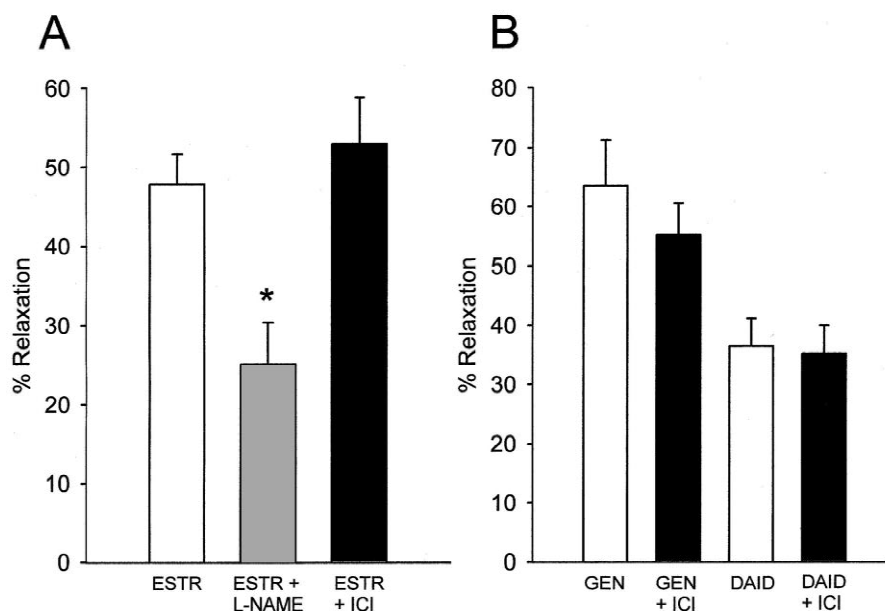 A
% Relaxation
60
50
40
30
20
10
0
*
ESTR
ESTR +
L-NAME
ESTR
+ ICI
B
% Relaxation
80
70
60
50
40
30
20
10
0
GEN
GEN
+ ICI
DAID
DAID
+ ICI